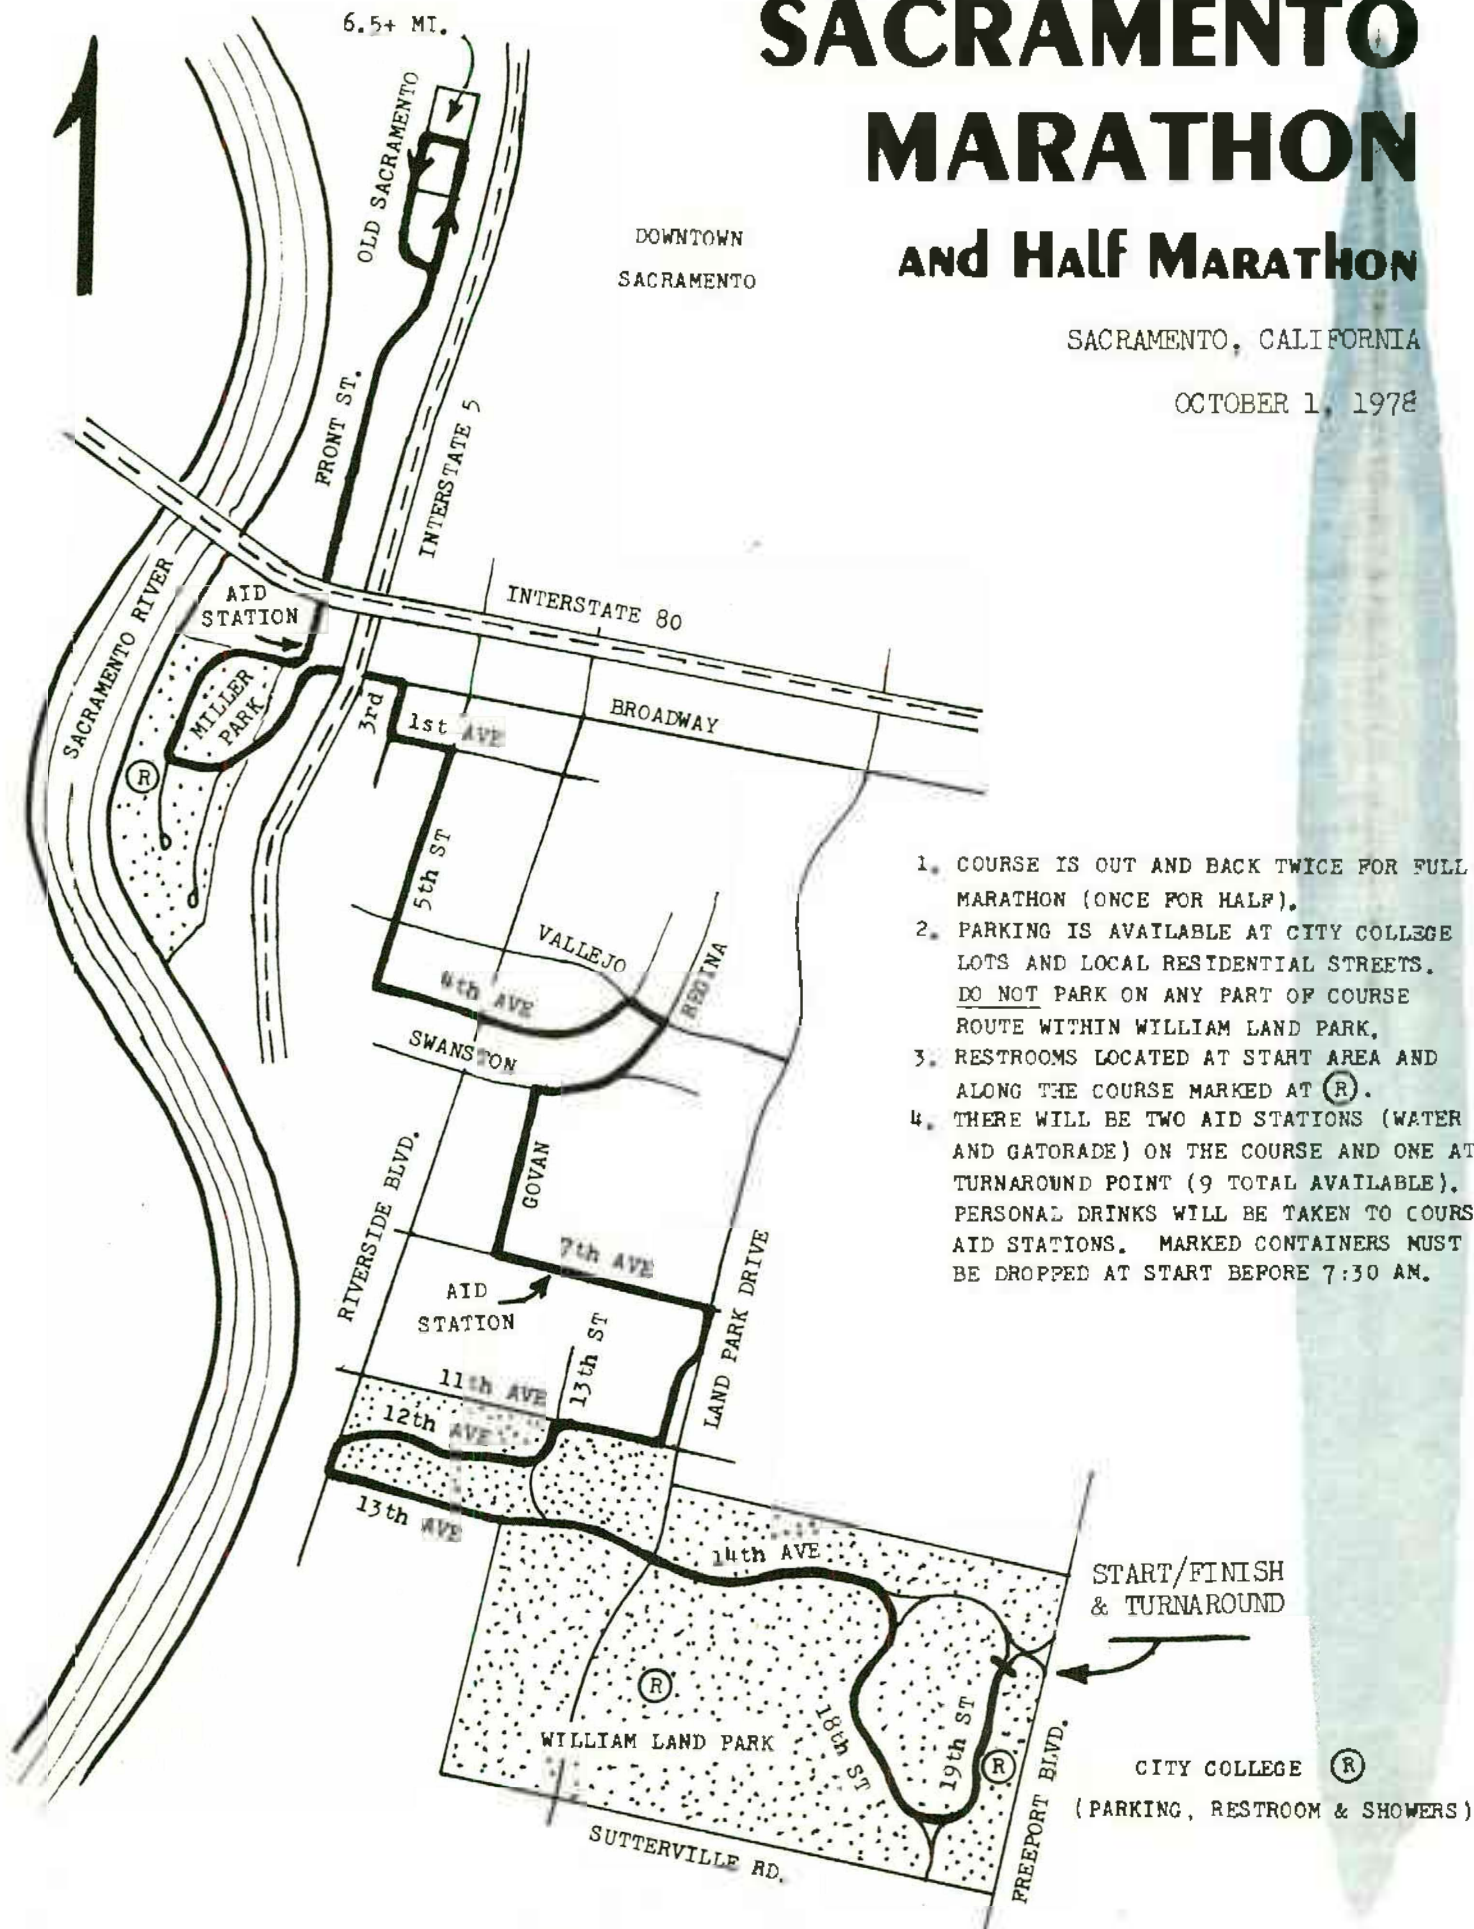 1
6.5+ MI.
SACRAMENTO
MARATHON
and Half Marathon
SACRAMENTO, CALIFORNIA
OCTOBER 1, 1978
OLD SACRAMENTO
DOWNTOWN
SACRAMENTO
FRONT ST.
INTERSTATE 5
INTERSTATE 80
SACRAMENTO RIVER
AID
STATION
MILLER
PARK
R
3rd
1st AVE
BROADWAY
5th ST
VALLEJO
REGINA
8th AVE
SWANSTON
GOVAN
RIVERSIDE BLVD.
7th AVE
AID
STATION
LAND PARK DRIVE
13th ST
11th AVE
12th AVE
13th AVE
14th AVE
1. COURSE IS OUT AND BACK TWICE FOR FULL
MARATHON (ONCE FOR HALF).
2. PARKING IS AVAILABLE AT CITY COLLEGE
LOTS AND LOCAL RESIDENTIAL STREETS.
DO NOT PARK ON ANY PART OF COURSE
ROUTE WITHIN WILLIAM LAND PARK,
3. RESTROOMS LOCATED AT START AREA AND
ALONG THE COURSE MARKED AT R.
4. THERE WILL BE TWO AID STATIONS (WATER
AND GATORADE) ON THE COURSE AND ONE AT
TURNAROUND POINT (9 TOTAL AVAILABLE).
PERSONAL DRINKS WILL BE TAKEN TO COURS
AID STATIONS. MARKED CONTAINERS MUST
BE DROPPED AT START BEFORE 7:30 AM.
START/FINISH
& TURNAROUND
R
WILLIAM LAND PARK
18th ST
19th ST
R
FREEPORT BLVD.
SUTTERVILLE RD.
CITY COLLEGE R
(PARKING, RESTROOM & SHOWERS)